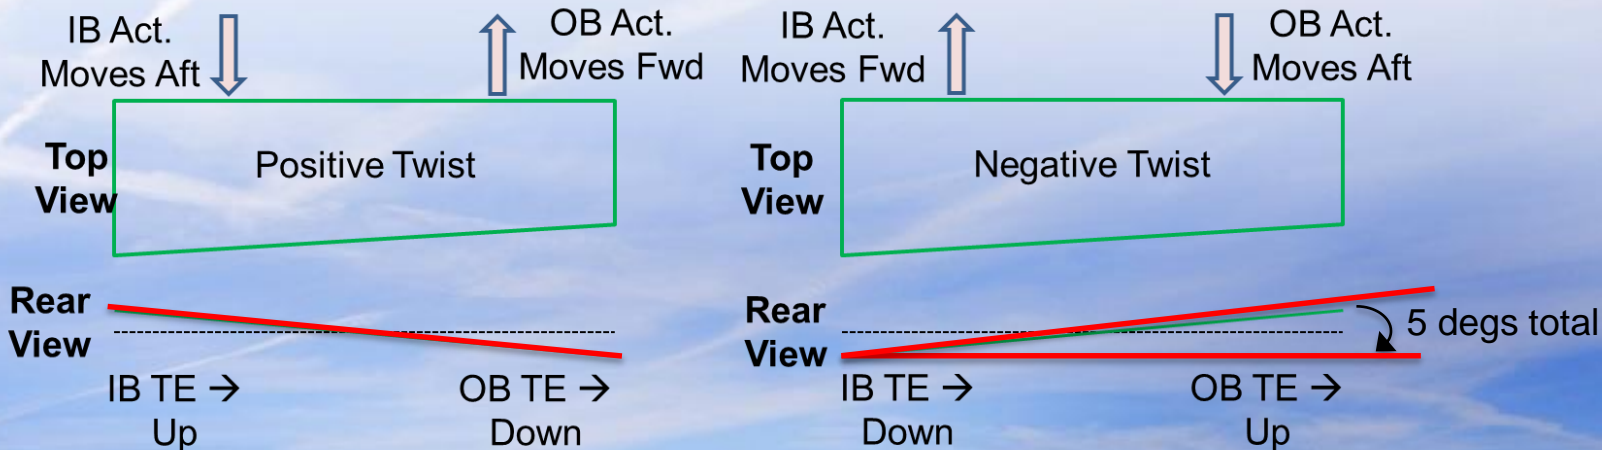 IB Act.
Moves Aft
OB Act.
Moves Fwd
Top
View
Positive Twist
Rear
View
IB TE →
Up
OB TE →
Down
IB Act.
Moves Fwd
OB Act.
Moves Aft
Top
View
Negative Twist
Rear
View
5 degs total
IB TE →
Down
OB TE →
Up